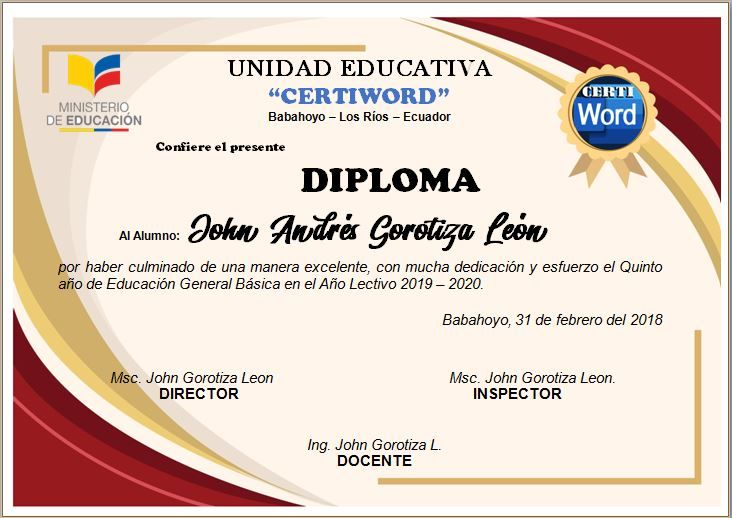 UNIDAD EDUCATIVA
“CERTIWORD”
Babahoyo – Los Ríos – Ecuador
MINISTERIO
DE EDUCACIÓN
CERTI
Word
Confiere el presente
DIPLOMA
Al Alumno: John Andrés Gorotiza León
por haber culminado de una manera excelente, con mucha dedicación y esfuerzo el Quinto
año de Educación General Básica en el Año Lectivo 2019 – 2020.
Babahoyo, 31 de febrero del 2018
Msc. John Gorotiza Leon
DIRECTOR
Msc. John Gorotiza Leon.
INSPECTOR
Ing. John Gorotiza L.
DOCENTE